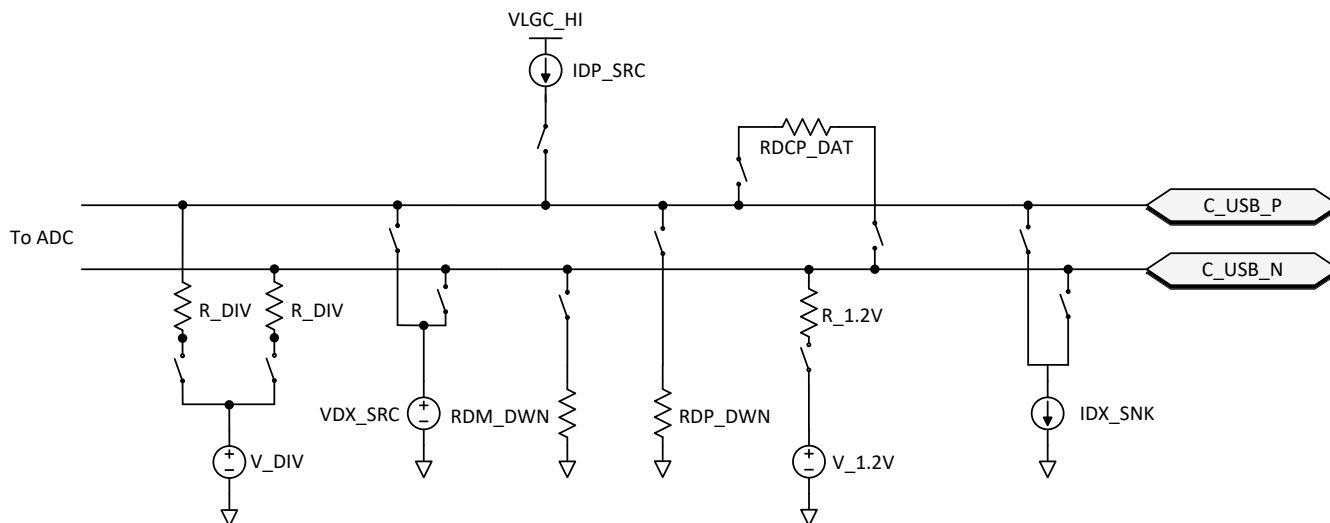 VLGC_HI
IDP_SRC
RDCP_DAT
C_USB_P
To ADC
C_USB_N
R_DIV
R_DIV
R_1.2V
VDX_SRC
RDM_DWN
RDP_DWN
IDX_SNK
V_DIV
V_1.2V